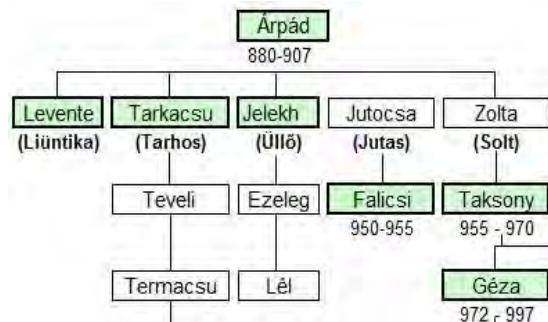 Árpád
880-907
Levente Tarkacsu Jelekh Jutocsa Zolta
(Liüntika) (Tarhos) (Üllő) (Jutas) (Solt)
Teveli Ezeleg Falicsi Taksony
950-955 955 - 970
Termacsu Lél Géza
972 - 997